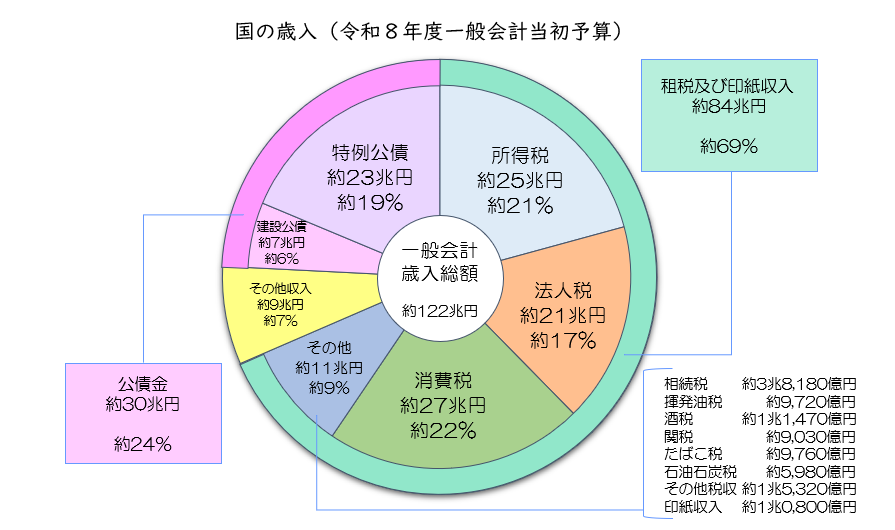 国の歳入（令和８年度一般会計当初予算）
租税及び印紙収入
約84兆円
約69%
特例公債
約23兆円
約19%
所得税
約25兆円
約21%
建設公債
約7兆円
約6%
一般会計
歳入総額
約122兆円
その他収入
約9兆円
約7%
法人税
約21兆円
約17%
その他
約11兆円
約9%
消費税
約27兆円
約22%
公債金
約30兆円
約24%
相続税 約3兆8,180億円
揮発油税 約9,720億円
酒税 約1兆1,470億円
関税 約9,030億円
たばこ税 約9,760億円
石油石炭税 約5,980億円
その他税収 約1兆5,320億円
印紙収入 約1兆0,800億円